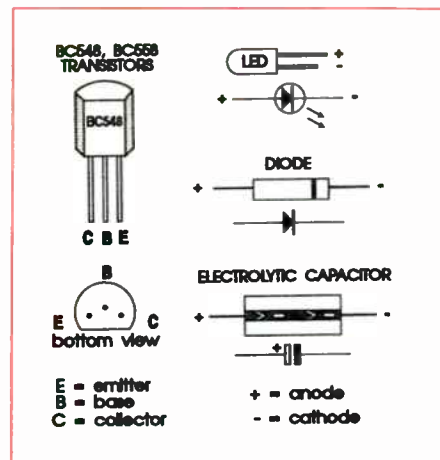 BC548, BC558
TRANSISTORS
BC548
C B E
B
E C
bottom view
E = emitter
B = base
C = collector
LED
+
-
+ -
DIODE
+ -
ELECTROLYTIC CAPACITOR
+ -
+
+ = anode
- = cathode